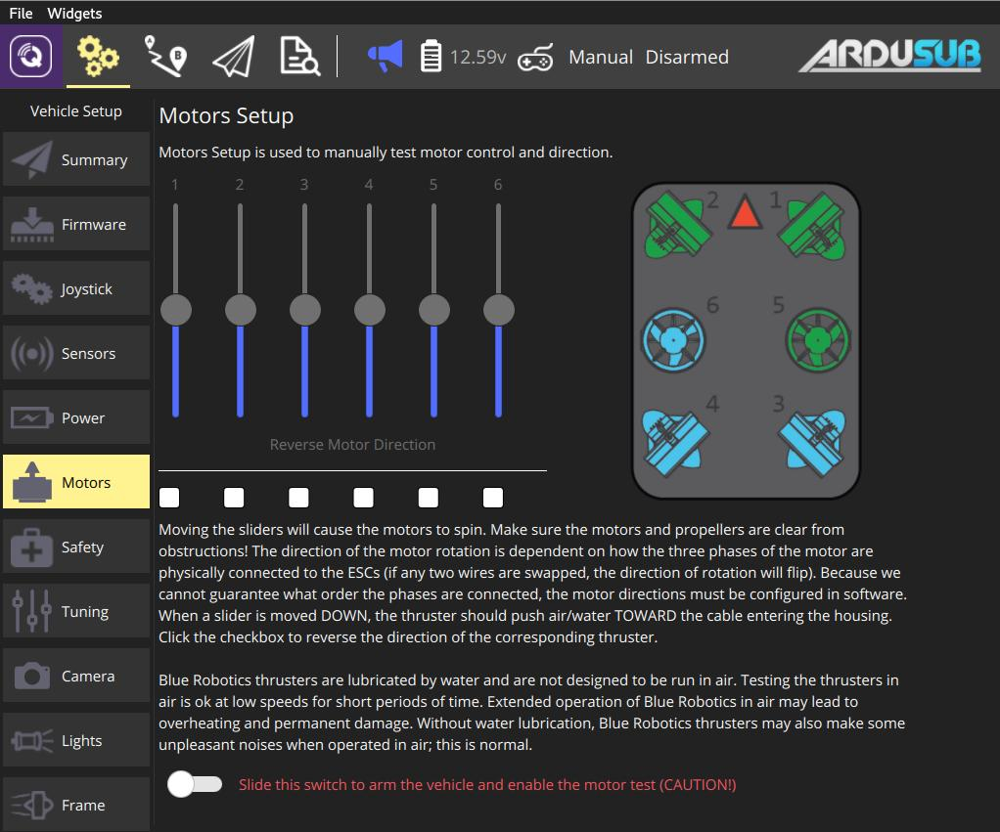 File Widgets
12.59v Manual Disarmed ARDUSUB
Vehicle Setup
Summary
Firmware
Joystick
Sensors
Power
Motors
Safety
Tuning
Camera
Lights
Frame
Motors Setup
Motors Setup is used to manually test motor control and direction.
1 2 3 4 5 6
2 1
6 5
4 3
Reverse Motor Direction
Moving the sliders will cause the motors to spin. Make sure the motors and propellers are clear from
obstructions! The direction of the motor rotation is dependent on how the three phases of the motor are
physically connected to the ESCs (if any two wires are swapped, the direction of rotation will flip). Because we
cannot guarantee what order the phases are connected, the motor directions must be configured in software.
When a slider is moved DOWN, the thruster should push air/water TOWARD the cable entering the housing.
Click the checkbox to reverse the direction of the corresponding thruster.
Blue Robotics thrusters are lubricated by water and are not designed to be run in air. Testing the thrusters in
air is ok at low speeds for short periods of time. Extended operation of Blue Robotics in air may lead to
overheating and permanent damage. Without water lubrication, Blue Robotics thrusters may also make some
unpleasant noises when operated in air; this is normal.
Slide this switch to arm the vehicle and enable the motor test (CAUTION!)